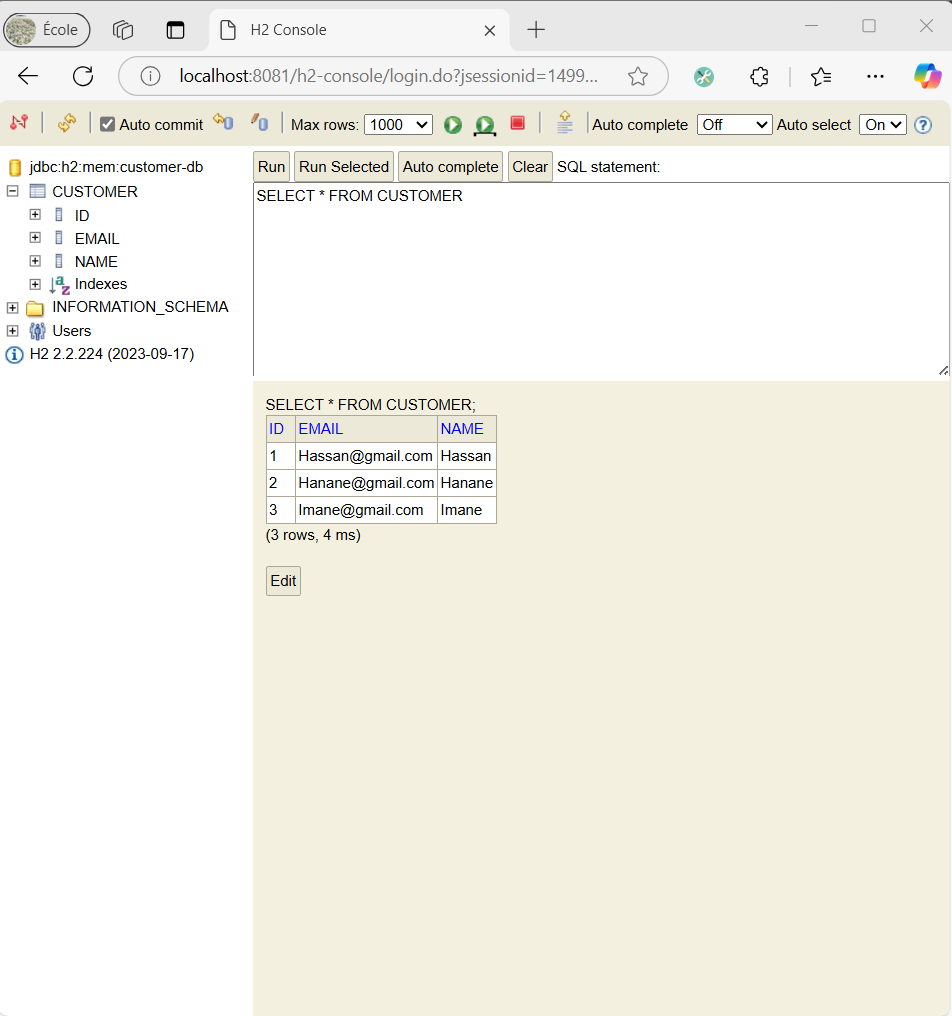 École
H2 Console
localhost:8081/h2-console/login.do?jsessionid=1499...
Auto commit
Max rows: 1000
Auto complete Off
Auto select On
jdbc:h2:mem:customer-db
CUSTOMER
ID
EMAIL
NAME
Indexes
INFORMATION_SCHEMA
Users
H2 2.2.224 (2023-09-17)
Run Run Selected Auto complete Clear SQL statement:
SELECT * FROM CUSTOMER
SELECT * FROM CUSTOMER;
ID EMAIL NAME
1 Hassan@gmail.com Hassan
2 Hanane@gmail.com Hanane
3 Imane@gmail.com Imane
(3 rows, 4 ms)
Edit